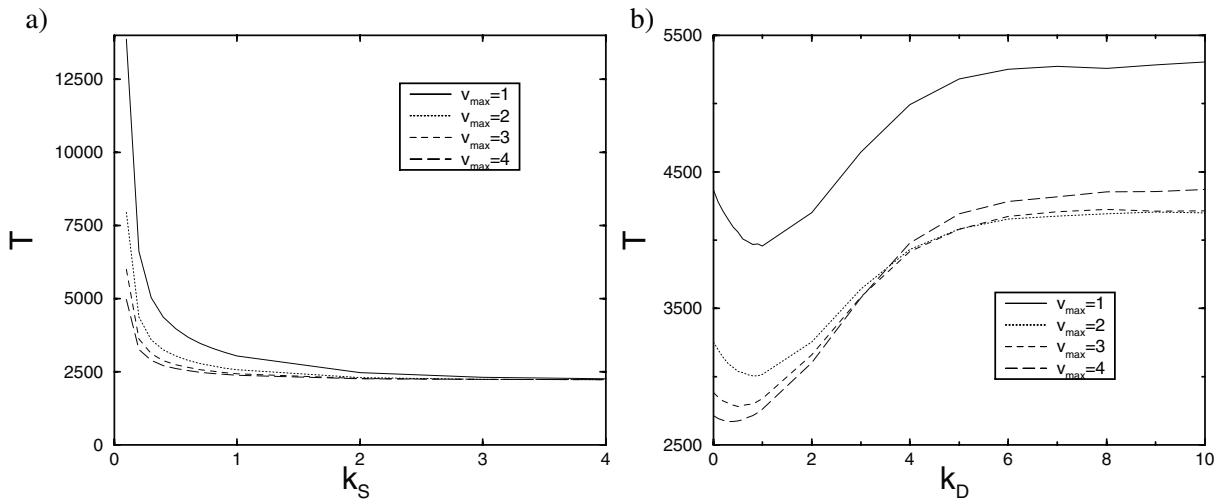 a)
12500
10000
7500
5000
2500
0
T
0 1 2 3 4
k_S
v_max=1
v_max=2
v_max=3
v_max=4
b)
5500
4500
3500
2500
T
0 2 4 6 8 10
k_D
v_max=1
v_max=2
v_max=3
v_max=4